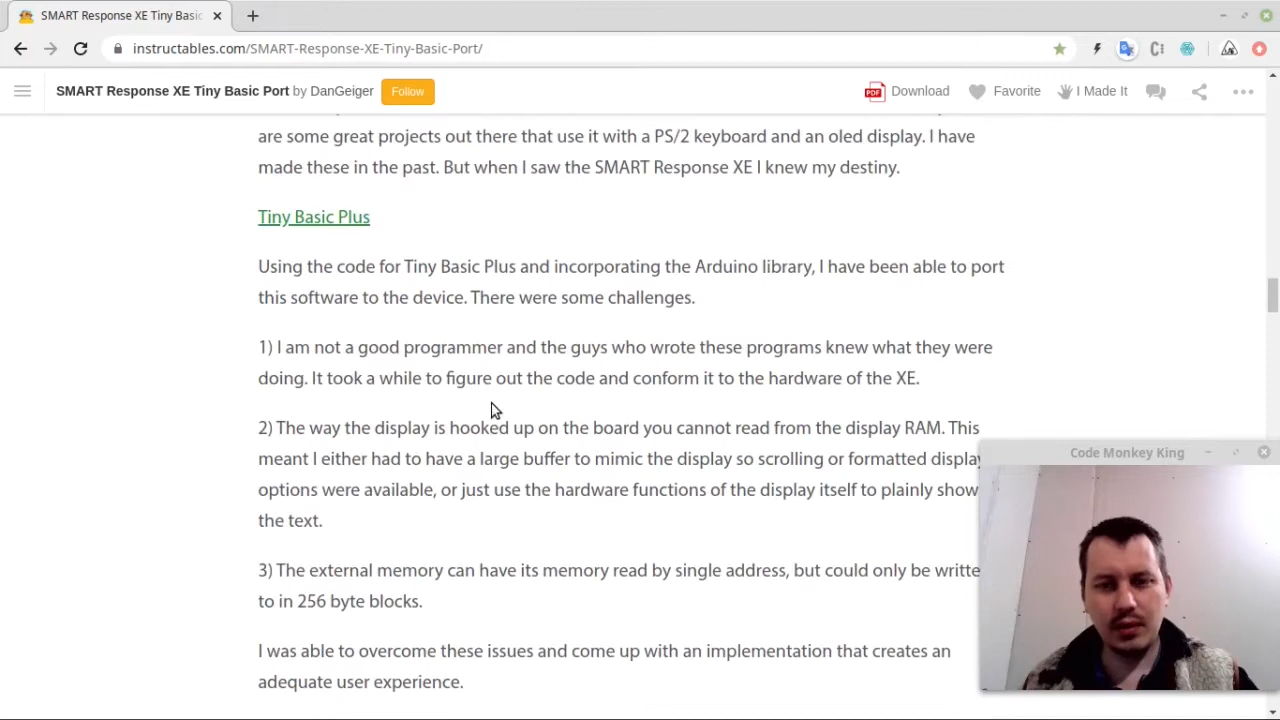 SMART Response XE Tiny Basic
instructables.com/SMART-Response-XE-Tiny-Basic-Port/
SMART Response XE Tiny Basic Port by DanGeiger Follow
PDF Download Favorite I Made It
are some great projects out there that use it with a PS/2 keyboard and an oled display. I have
made these in the past. But when I saw the SMART Response XE I knew my destiny.
Tiny Basic Plus
Using the code for Tiny Basic Plus and incorporating the Arduino library, I have been able to port
this software to the device. There were some challenges.
1) I am not a good programmer and the guys who wrote these programs knew what they were
doing. It took a while to figure out the code and conform it to the hardware of the XE.
2) The way the display is hooked up on the board you cannot read from the display RAM. This
meant I either had to have a large buffer to mimic the display so scrolling or formatted display
options were available, or just use the hardware functions of the display itself to plainly show
the text.
3) The external memory can have its memory read by single address, but could only be writte
to in 256 byte blocks.
I was able to overcome these issues and come up with an implementation that creates an
adequate user experience.
Code Monkey King